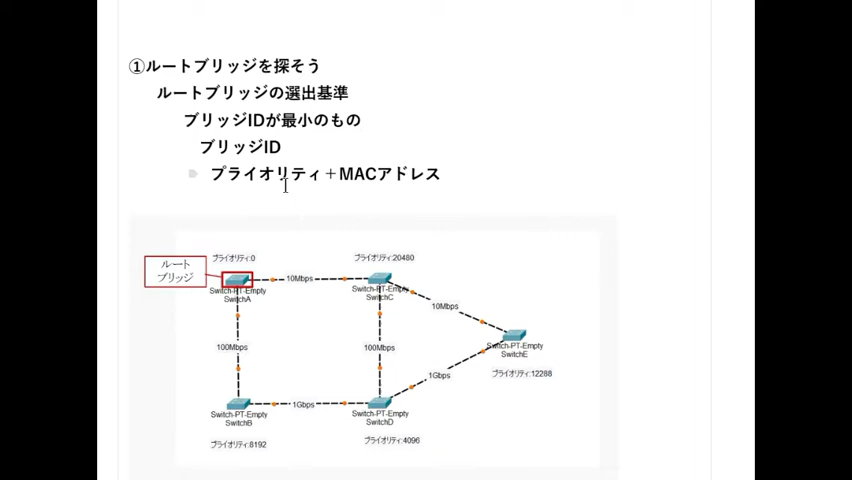 ①ルートブリッジを探そう
ルートブリッジの選出基準
ブリッジIDが最小のもの
ブリッジID
プライオリティ＋MACアドレス
プライオリティ:0
プライオリティ:20480
ルート
ブリッジ
10Mbps
Switch-PT-Empty
SwitchA
Switch-PT-Empty
SwitchC
10Mbps
100Mbps
100Mbps
Switch-PT-Empty
SwitchE
プライオリティ:12288
1Gbps
1Gbps
Switch-PT-Empty
SwitchB
Switch-PT-Empty
SwitchD
プライオリティ:8192
プライオリティ:4096